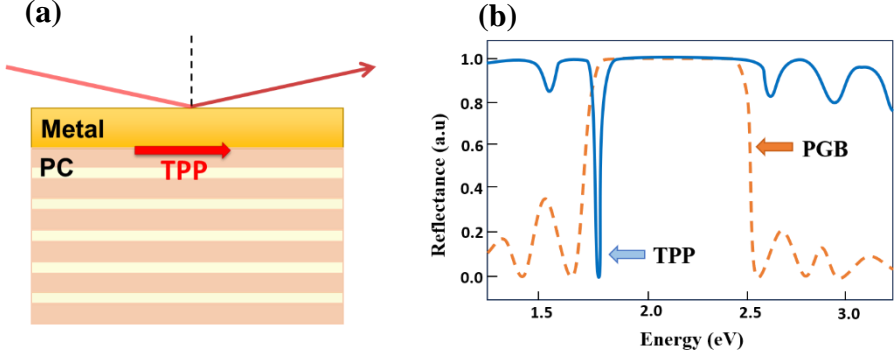 (a)
Metal
PC
TPP
(b)
Reflectance (a.u)
1.0
0.8
0.6
0.4
0.2
0.0
PGB
TPP
1.5
2.0
2.5
3.0
Energy (eV)